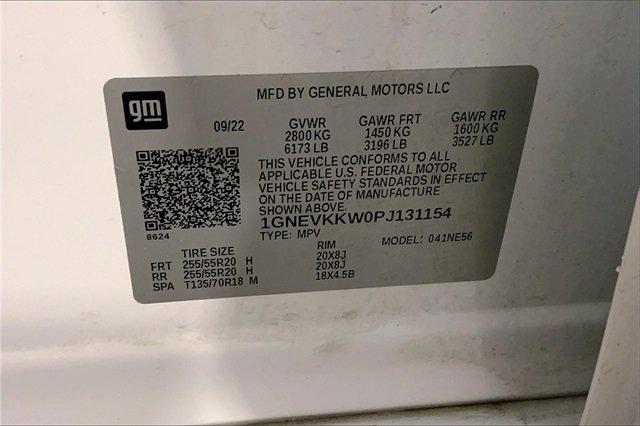 gm
MFD BY GENERAL MOTORS LLC
09/22 GVWR GAWR FRT GAWR RR
2800 KG 1450 KG 1600 KG
6173 LB 3196 LB 3527 LB
THIS VEHICLE CONFORMS TO ALL
APPLICABLE U.S. FEDERAL MOTOR
VEHICLE SAFETY STANDARDS IN EFFECT
ON THE DATE OF MANUFACTURE
SHOWN ABOVE.
1GNEVKKW0PJ131154
8624
TYPE: MPV MODEL: 041NE56
TIRE SIZE RIM
FRT 255/55R20 H 20X8J
RR 255/55R20 H 20X8J
SPA T135/70R18 M 18X4.5B